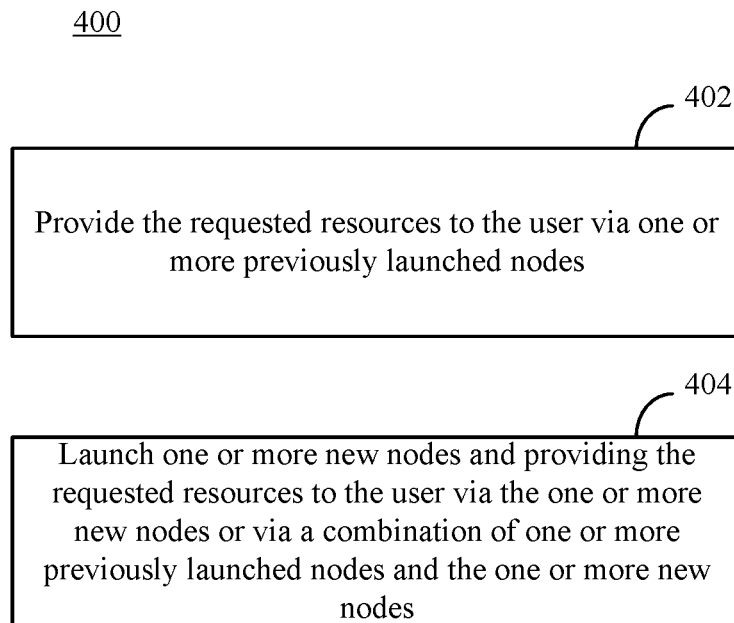 400
402
Provide the requested resources to the user via one or
more previously launched nodes
404
Launch one or more new nodes and providing the
requested resources to the user via the one or more
new nodes or via a combination of one or more
previously launched nodes and the one or more new
nodes